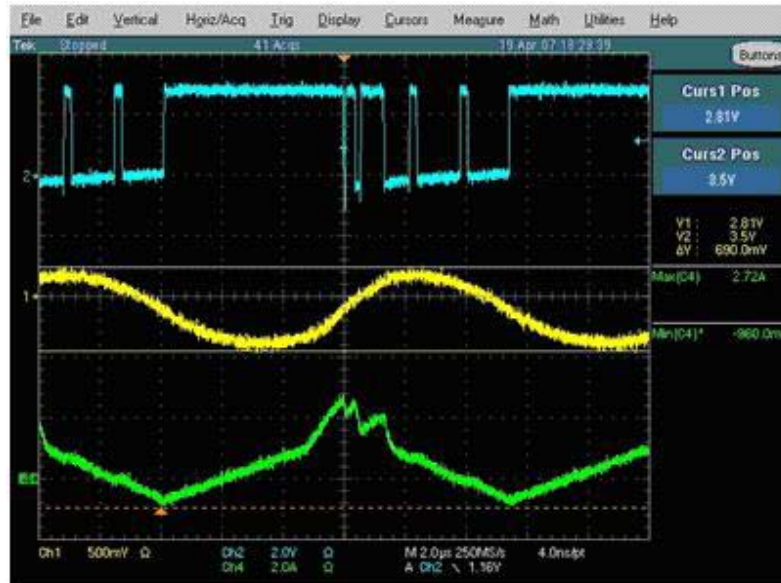 File Edit Vertical Horiz/Acq Trig Display Cursors Measure Math Utilities Help
Tek Stopped 41 Acqs 19 Apr 07 18:29:39
Buttons
Curs1 Pos
2.81V
Curs2 Pos
3.5V
V1: 2.81V
V2: 3.5V
ΔV: 690.0mV
Max(C4) 2.72A
Min(C4)* -960.0m
2
1
Ch1 500mV Ω Ch2 2.0V Ω M 2.0µs 250MS/s 4.0ns/pt
Ch4 2.0A Ω A Ch2 \ 1.16V